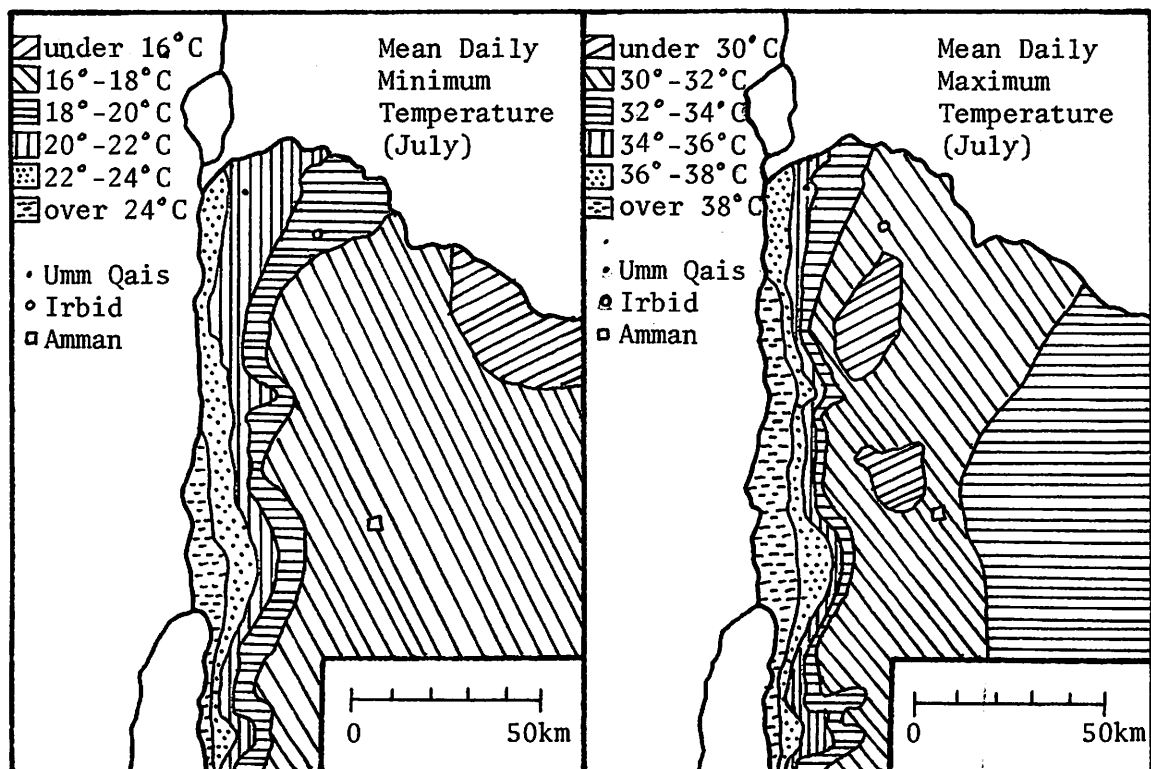 under 16°C
16°-18°C
18°-20°C
20°-22°C
22°-24°C
over 24°C
Umm Qais
Irbid
Amman
Mean Daily
Minimum
Temperature
(July)
0 50km
under 30°C
30°-32°C
32°-34°C
34°-36°C
36°-38°C
over 38°C
Umm Qais
Irbid
Amman
Mean Daily
Maximum
Temperature
(July)
0 50km